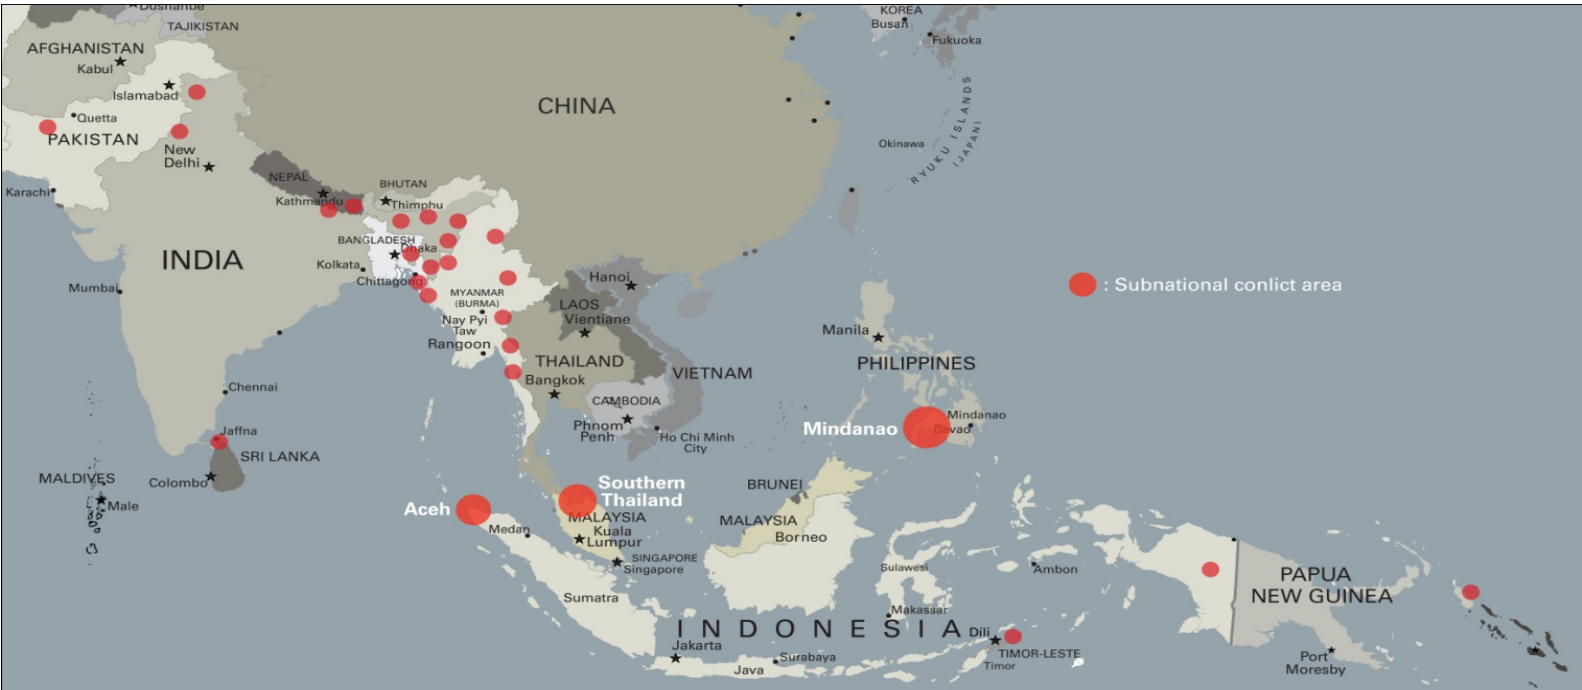 Dushanbe
TAJIKISTAN
AFGHANISTAN
Kabul
Islamabad
Quetta
PAKISTAN
New
Delhi
Karachi
NEPAL
Kathmandu
BHUTAN
Thimphu
BANGLADESH
Dhaka
INDIA
Kolkata
Chittagong
Mumbai
MYANMAR
(BURMA)
Nay Pyi
Taw
Rangoon
Chennai
Jaffna
SRI LANKA
Colombo
MALDIVES
Male
CHINA
KOREA
Busan
Fukuoka
Okinawa
RYUKU ISLANDS
(JAPAN)
Hanoi
LAOS
Vientiane
THAILAND
Bangkok
VIETNAM
CAMBODIA
Phnom
Penh
Ho Chi Minh
City
: Subnational conlict area
Manila
PHILIPPINES
Mindanao
Mindanao
Davao
Aceh
Southern
Thailand
Medan
MALAYSIA
Kuala
Lumpur
SINGAPORE
Singapore
BRUNEI
MALAYSIA
Borneo
Sumatra
Sulawesi
Ambon
Makassar
INDONESIA
Jakarta
Java
Surabaya
Dili
TIMOR-LESTE
Timor
PAPUA
NEW GUINEA
Port
Moresby